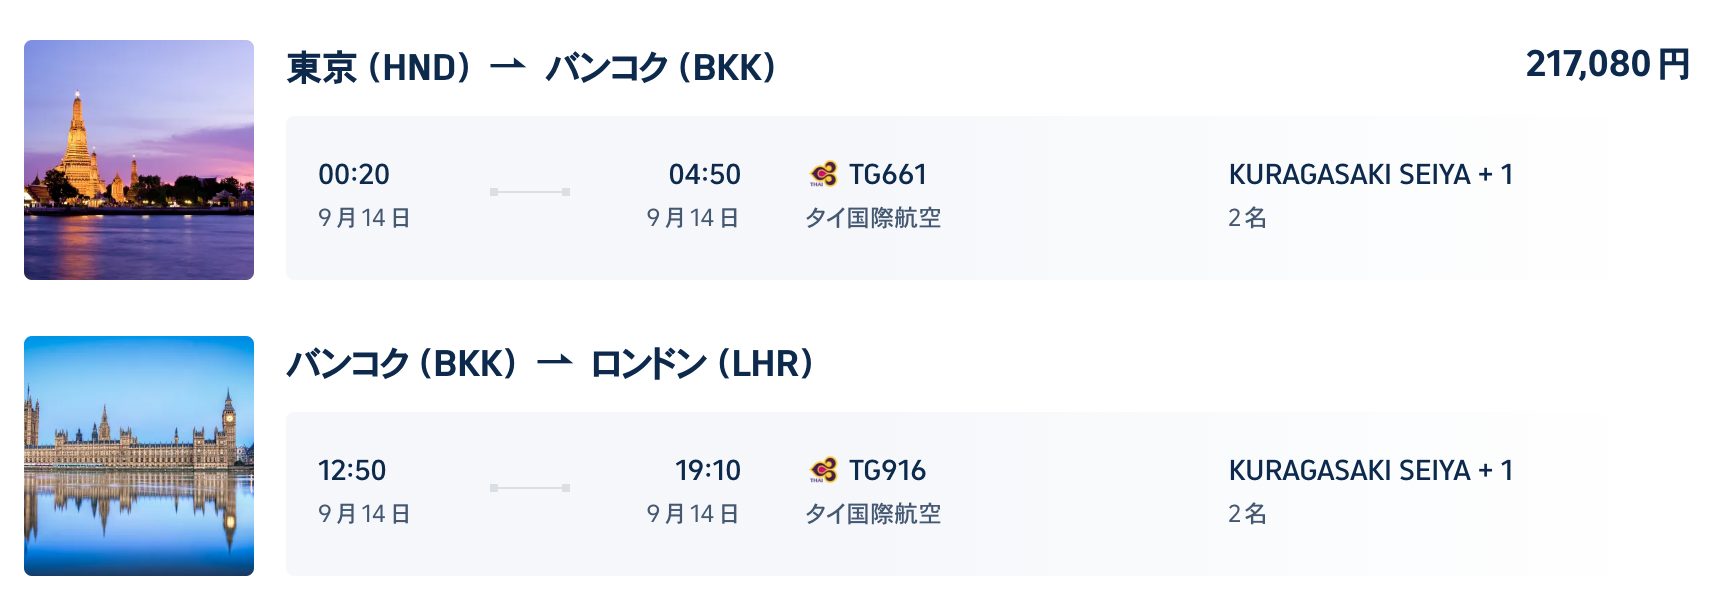 東京 (HND) ⇀ バンコク (BKK)
217,080 円
00:20
04:50
THAI TG661
KURAGASAKI SEIYA + 1
9月14日
9月14日
タイ国際航空
2名
バンコク (BKK) ⇀ ロンドン (LHR)
12:50
19:10
THAI TG916
KURAGASAKI SEIYA + 1
9月14日
9月14日
タイ国際航空
2名